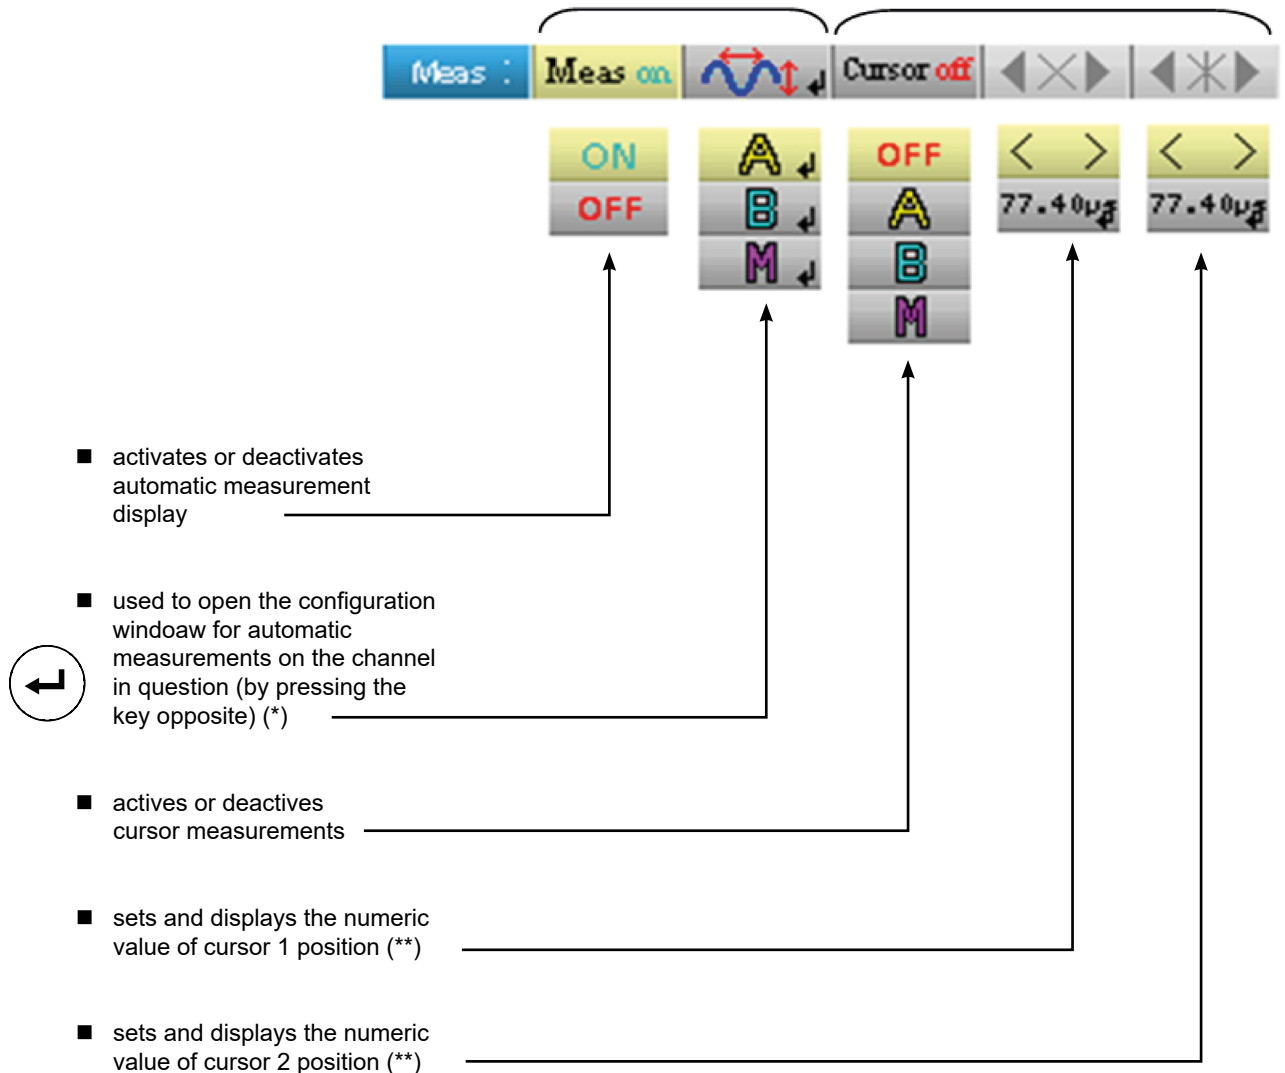 Meas : Meas on Cursor off
ON A OFF < > < >
OFF B A 77.40µs 77.40µs
M B
M
■ activates or deactivates
automatic measurement
display
■ used to open the configuration
windoaw for automatic
measurements on the channel
in question (by pressing the
key opposite) (*)
■ actives or deactives
cursor measurements
■ sets and displays the numeric
value of cursor 1 position (**)
■ sets and displays the numeric
value of cursor 2 position (**)